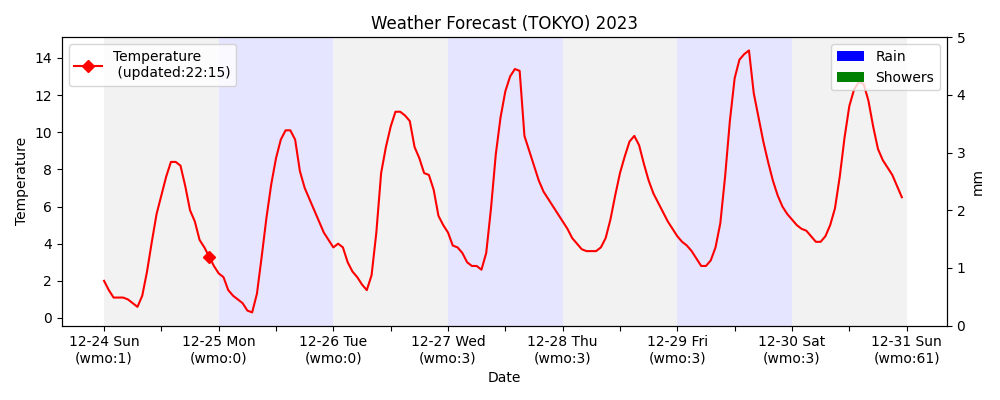 Weather Forecast (TOKYO) 2023
Temperature
(updated:22:15)
Rain
Showers
14
12
10
8
6
4
2
0
Temperature
5
4
3
2
1
0
mm
12-24 Sun
(wmo:1)
12-25 Mon
(wmo:0)
12-26 Tue
(wmo:0)
12-27 Wed
(wmo:3)
12-28 Thu
(wmo:3)
12-29 Fri
(wmo:3)
12-30 Sat
(wmo:3)
12-31 Sun
(wmo:61)
Date